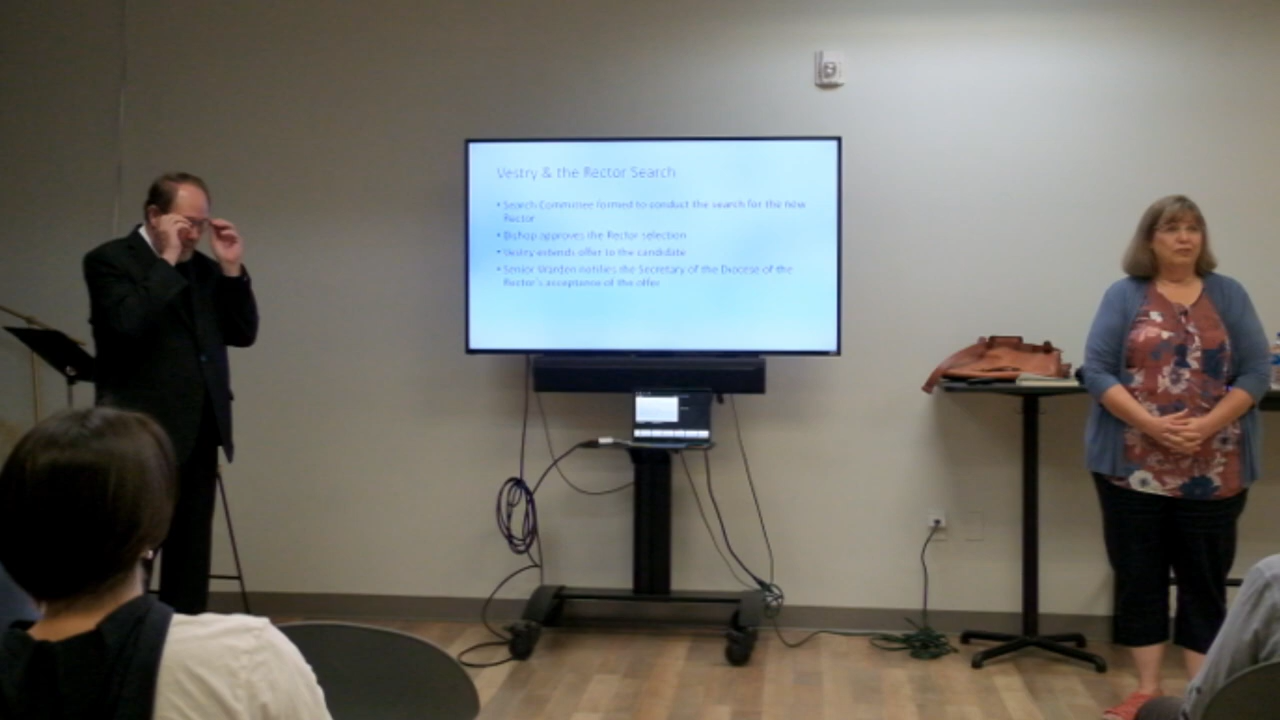 Vestry & the Rector Search
• Search Committee formed to conduct the search for the new
Rector
• Bishop approves the Rector selection
• Vestry extends offer to the candidate
• Senior Warden notifies the Secretary of the Diocese of the
Rector's acceptance of the offer